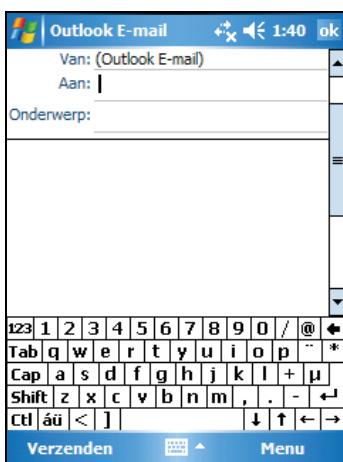 Outlook E-mail 1:40 ok
Van: (Outlook E-mail)
Aan:
Onderwerp:
123 1 2 3 4 5 6 7 8 9 0 / @
Tab q w e r t y u i o p ¨ *
Cap a s d f g h j k l + µ
Shift z x c v b n m , . -
Ctl áü < ] ↓ ↑ ← →
Verzenden Menu